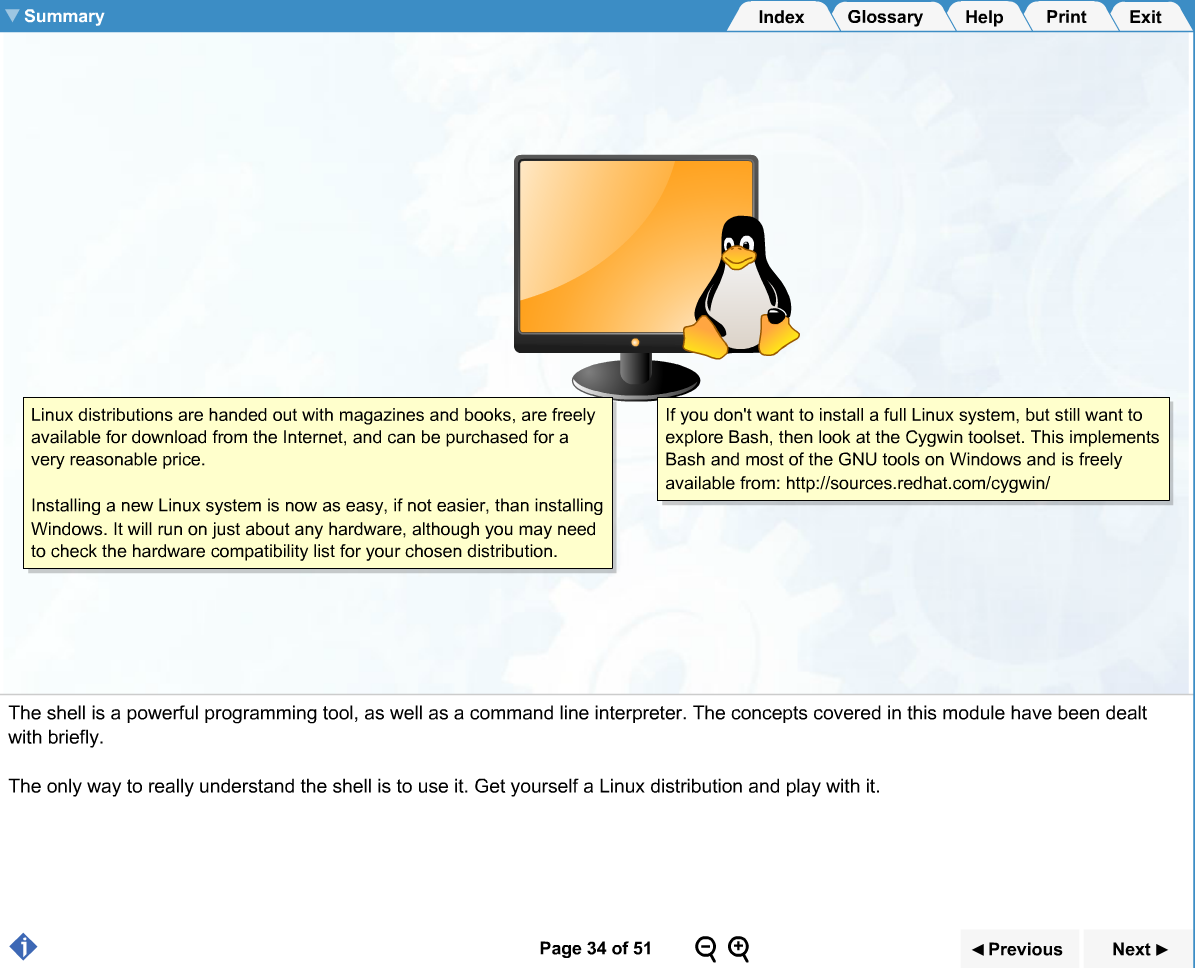 Summary
Index
Glossary
Help
Print
Exit
Linux distributions are handed out with magazines and books, are freely
available for download from the Internet, and can be purchased for a
very reasonable price.
Installing a new Linux system is now as easy, if not easier, than installing
Windows. It will run on just about any hardware, although you may need
to check the hardware compatibility list for your chosen distribution.
If you don't want to install a full Linux system, but still want to
explore Bash, then look at the Cygwin toolset. This implements
Bash and most of the GNU tools on Windows and is freely
available from: http://sources.redhat.com/cygwin/
The shell is a powerful programming tool, as well as a command line interpreter. The concepts covered in this module have been dealt
with briefly.
The only way to really understand the shell is to use it. Get yourself a Linux distribution and play with it.
Page 34 of 51
Previous
Next